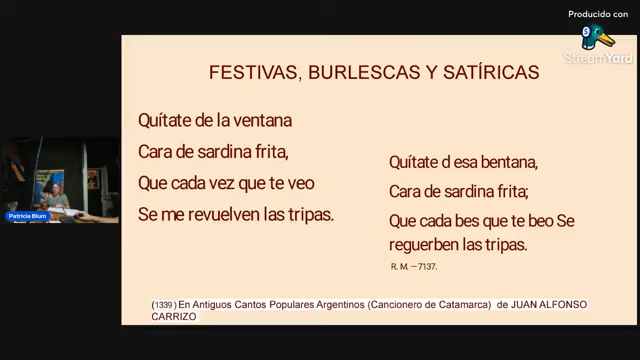 Producido con
StreamYard
FESTIVAS, BURLESCAS Y SATÍRICAS
Quítate de la ventana
Cara de sardina frita,
Que cada vez que te veo
Se me revuelven las tripas.
Quítate d esa bentana,
Cara de sardina frita;
Que cada bes que te beo Se
reguerben las tripas.
R. M. —7137.
Patricia Blum
(1339 ) En Antiguos Cantos Populares Argentinos (Cancionero de Catamarca) de JUAN ALFONSO
CARRIZO